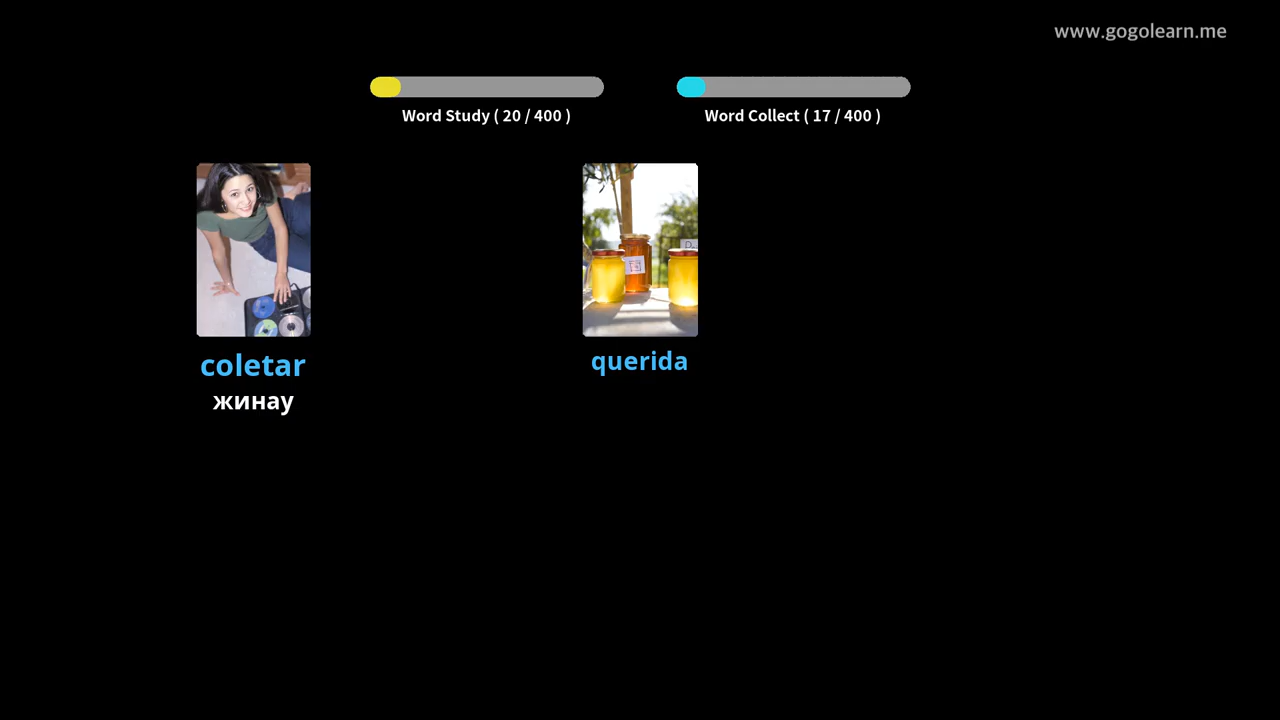 www.gogolearn.me
Word Study ( 20 / 400 )
Word Collect ( 17 / 400 )
coletar
жинау
querida